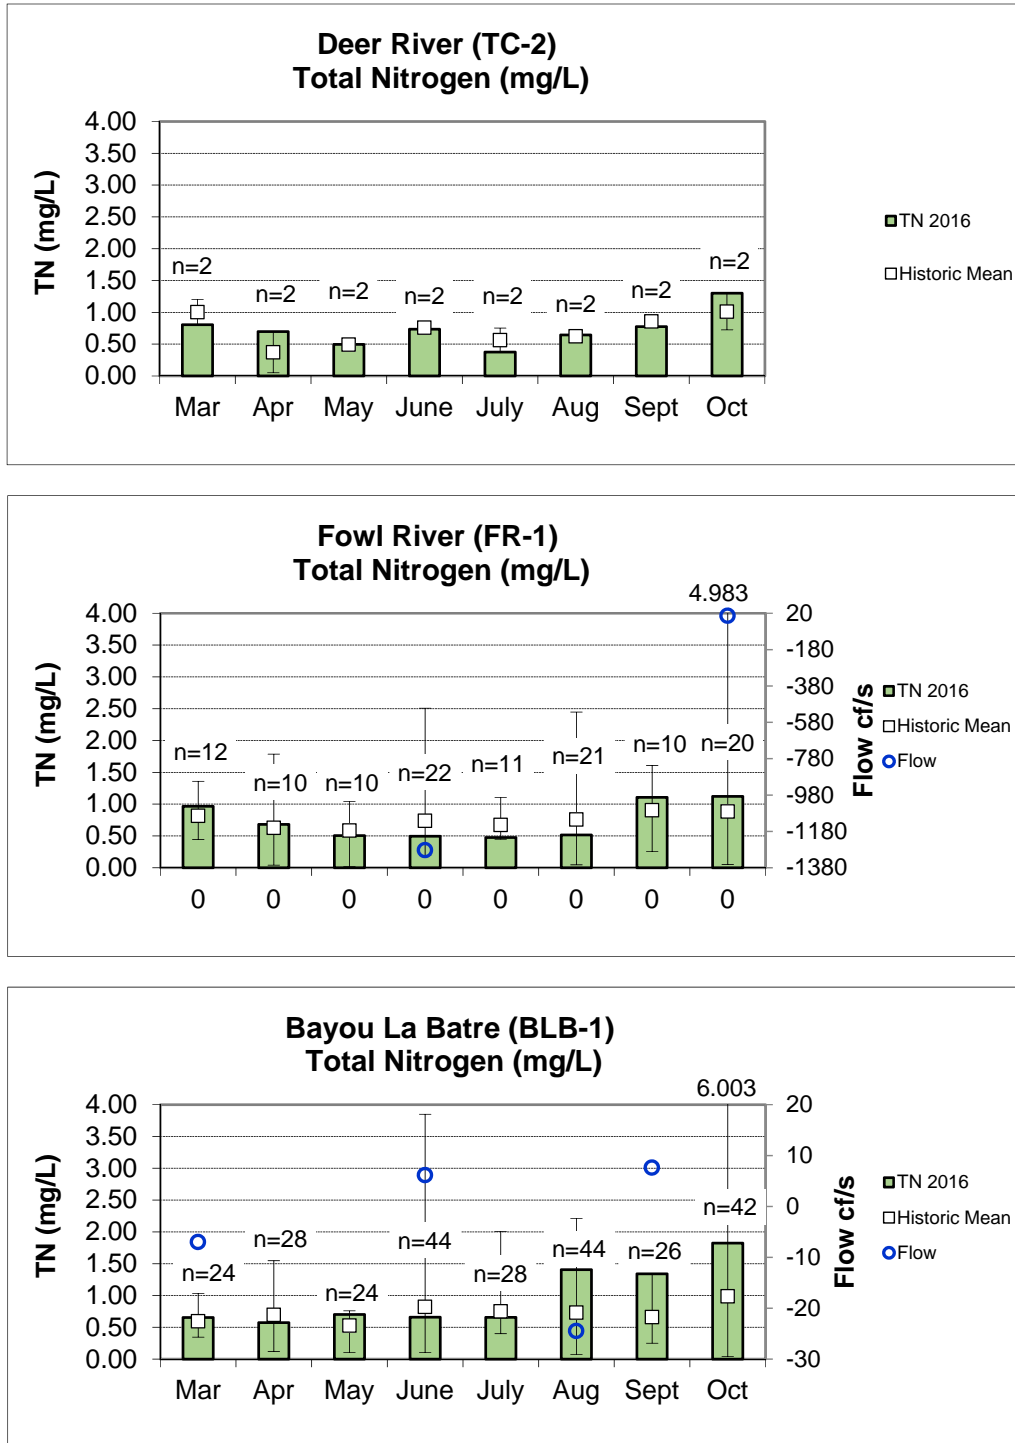 Deer River (TC-2)
Total Nitrogen (mg/L)
TN (mg/L)
4.00
3.50
3.00
2.50
2.00
1.50
1.00
0.50
0.00
n=2
n=2
n=2
n=2
n=2
n=2
n=2
n=2
Mar Apr May June July Aug Sept Oct
TN 2016
Historic Mean
Fowl River (FR-1)
Total Nitrogen (mg/L)
4.983
TN (mg/L)
4.00
3.50
3.00
2.50
2.00
1.50
1.00
0.50
0.00
n=12
n=10
n=10
n=22
n=11
n=21
n=10
n=20
0 0 0 0 0 0 0 0
20
-180
-380
-580
-780
-980
-1180
-1380
Flow cf/s
TN 2016
Historic Mean
Flow
Bayou La Batre (BLB-1)
Total Nitrogen (mg/L)
6.003
TN (mg/L)
4.00
3.50
3.00
2.50
2.00
1.50
1.00
0.50
0.00
n=24
n=28
n=24
n=44
n=28
n=44
n=26
n=42
Mar Apr May June July Aug Sept Oct
20
10
0
-10
-20
-30
Flow cf/s
TN 2016
Historic Mean
Flow